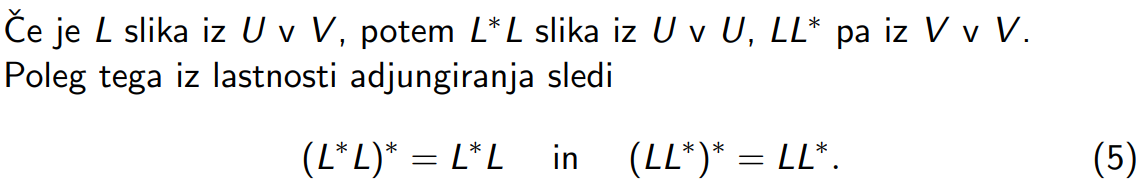 Če je L slika iz U v V, potem L*L slika iz U v U, LL* pa iz V v V.
Poleg tega iz lastnosti adjungiranja sledi
(L*L)* = L*L in (LL*)* = LL*. (5)